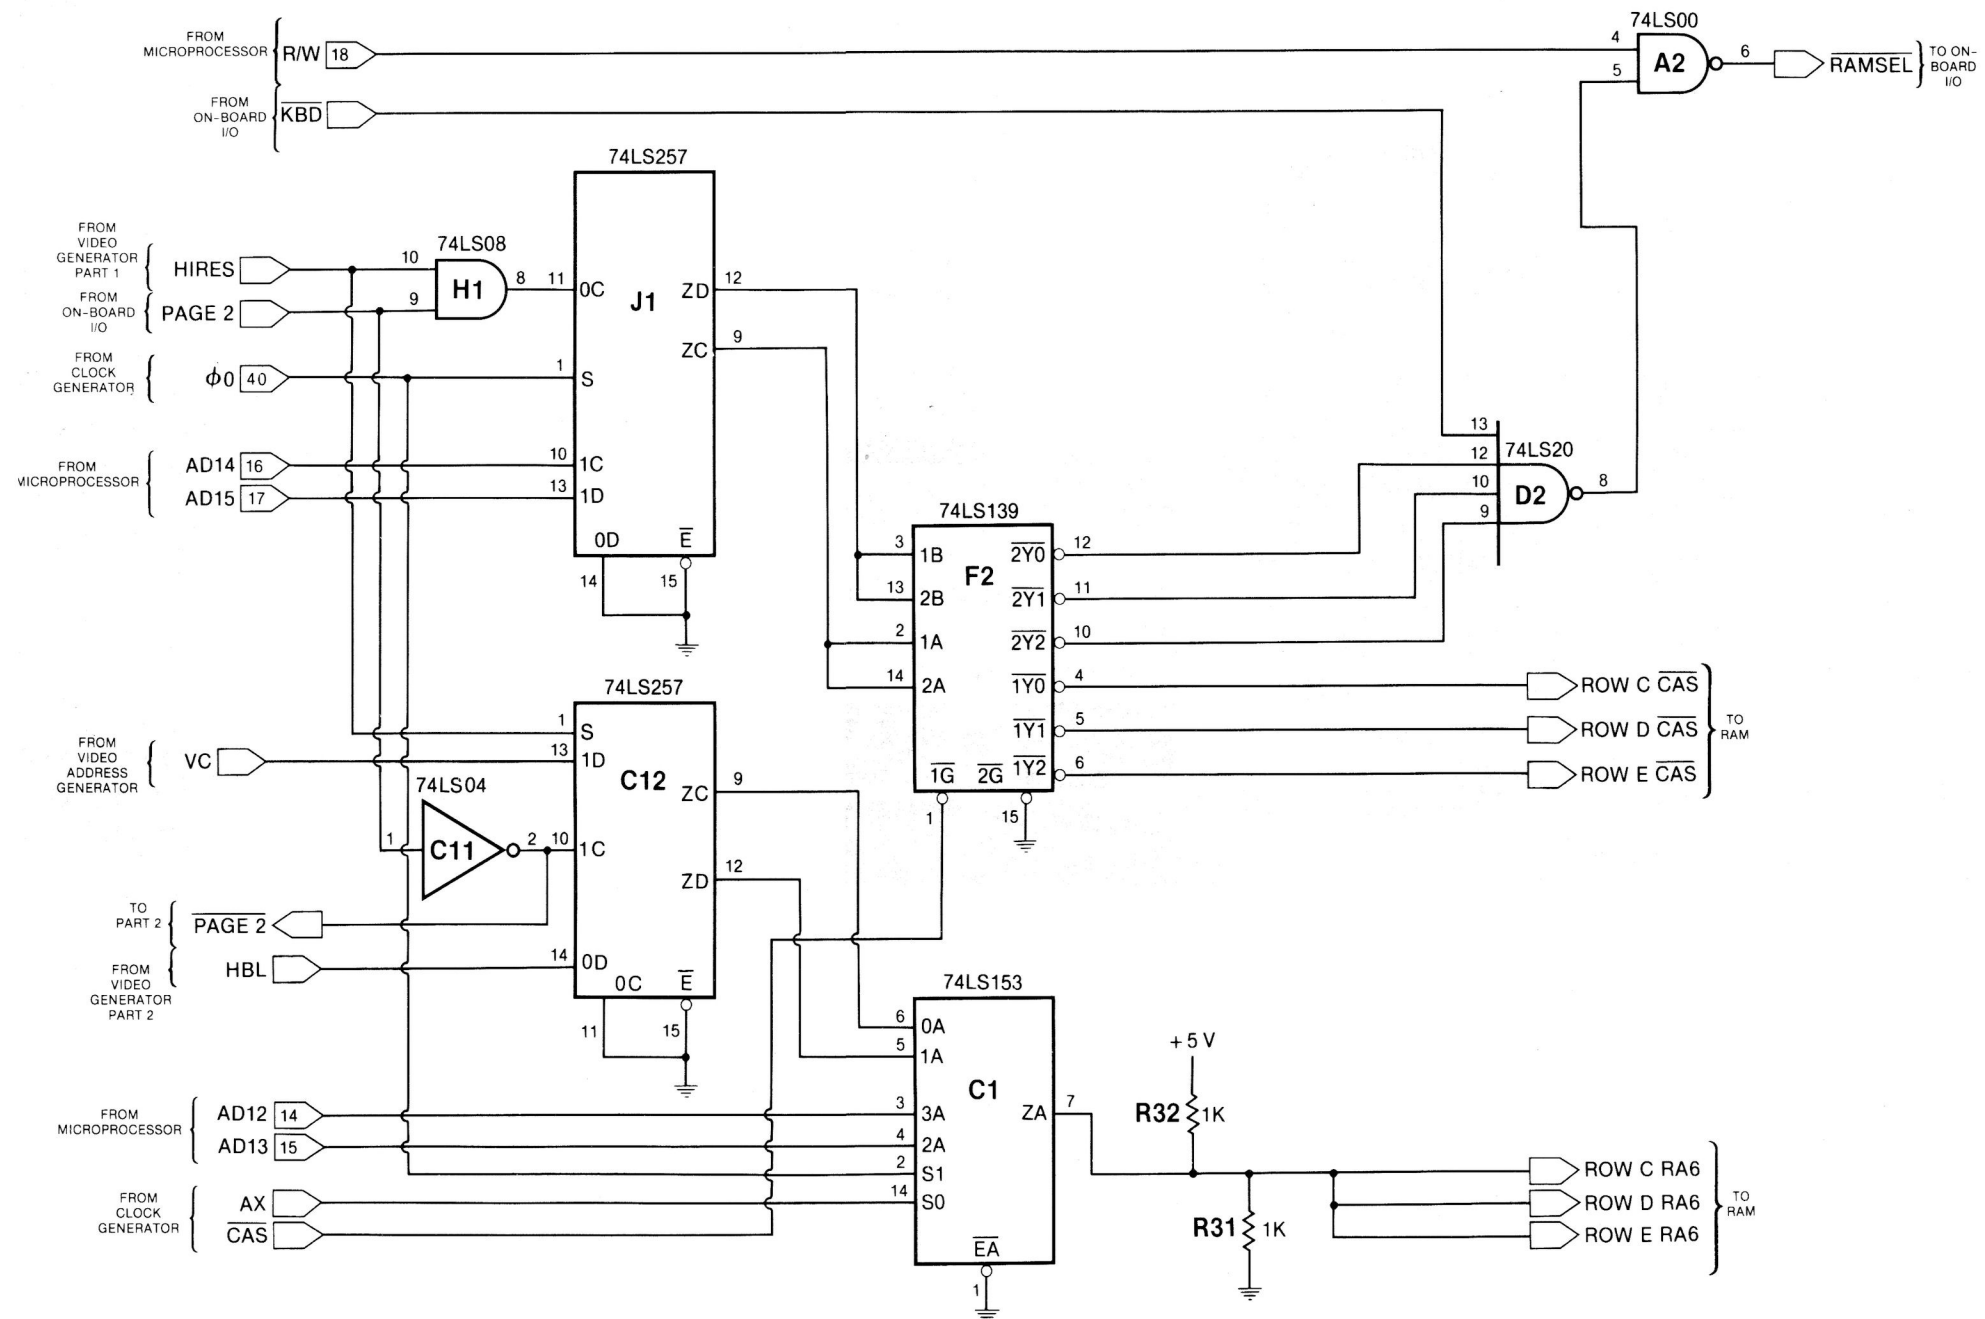 FROM
MICROPROCESSOR
R/W 18
FROM
ON-BOARD
I/O
KBD
74LS00
4
5
A2
6
RAMSEL
TO ON-
BOARD
I/O
74LS257
FROM
VIDEO
GENERATOR
PART 1
HIRES
FROM
ON-BOARD
I/O
PAGE 2
74LS08
10
9
H1
8
11
0C
J1
ZD
12
ZC
9
FROM
CLOCK
GENERATOR
ϕ0 40
1
S
FROM
MICROPROCESSOR
AD14 16
AD15 17
10
1C
13
1D
0D
E
14
15
13
74LS20
12
10
9
D2
8
74LS139
3
1B
13
2B
2
1A
14
2A
F2
2Y0
12
2Y1
11
2Y2
10
1Y0
4
1Y1
5
1Y2
6
1G
2G
1
15
ROW C CAS
ROW D CAS
ROW E CAS
TO
RAM
74LS257
1
S
FROM
VIDEO
ADDRESS
GENERATOR
VC
13
1D
C12
ZC
9
ZD
12
74LS04
1
C11
2
10
1C
TO
PART 2
PAGE 2
FROM
VIDEO
GENERATOR
PART 2
HBL
14
0D
0C
E
11
15
74LS153
6
0A
5
1A
C1
3
3A
4
2A
2
S1
14
S0
ZA
7
EA
1
FROM
MICROPROCESSOR
AD12 14
AD13 15
FROM
CLOCK
GENERATOR
AX
CAS
+5 V
R32 1K
R31 1K
ROW C RA6
ROW D RA6
ROW E RA6
TO
RAM